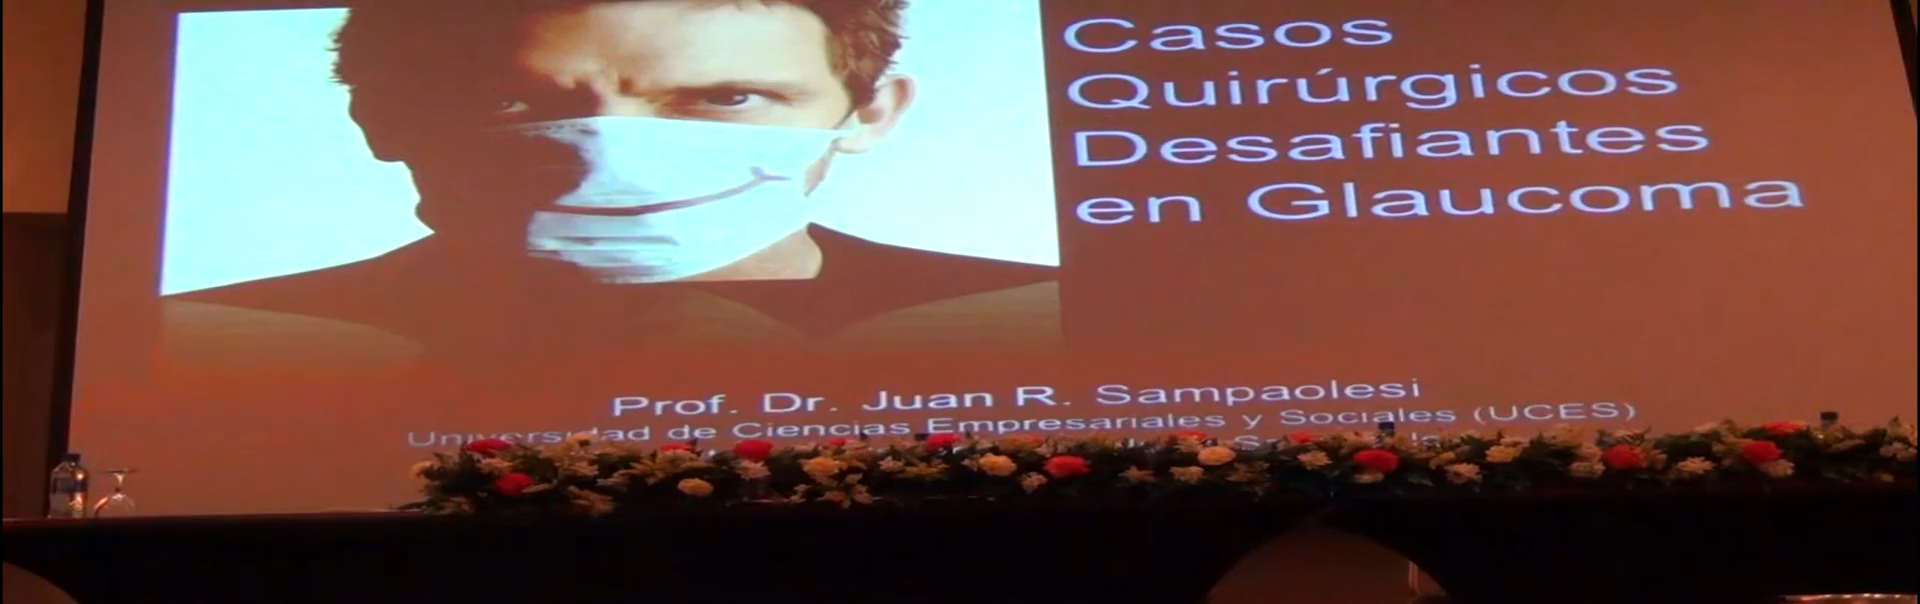 Casos
Quirúrgicos
Desafiantes
en Glaucoma
Prof. Dr. Juan R. Sampaolesi
Universidad de Ciencias Empresariales y Sociales (UCES)